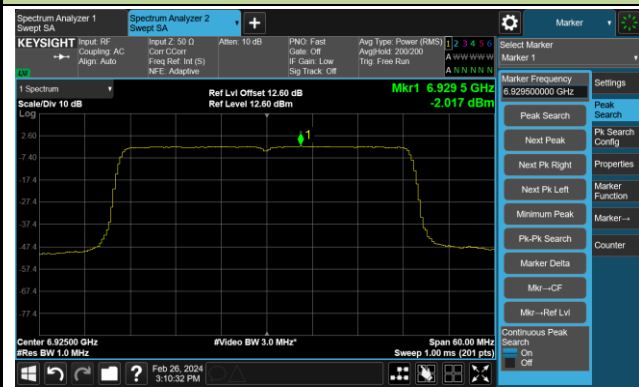 Spectrum Analyzer 1
Swept SA
Spectrum Analyzer 2
Swept SA
Marker
KEYSIGHT
Input: RF
Coupling: AC
Align: Auto
Input Z: 50 Ω
Corr CCorr
Freq Ref: Int (S)
NFE: Adaptive
Atten: 10 dB
PNO: Fast
Gate: Off
IF Gain: Low
Sig Track: Off
Avg Type: Power (RMS)
Avg|Hold: 200/200
Trig: Free Run
1 2 3 4 5 6
A W W W W W
A N N N N N
Select Marker
Marker 1
1 Spectrum
Scale/Div 10 dB
Log
Ref Lvl Offset 12.60 dB
Ref Level 12.60 dBm
Mkr1 6.929 5 GHz
-2.017 dBm
1
2.60
-7.40
-17.4
-27.4
-37.4
-47.4
-57.4
-67.4
-77.4
Center 6.92500 GHz
#Res BW 1.0 MHz
#Video BW 3.0 MHz*
Span 60.00 MHz
Sweep 1.00 ms (201 pts)
Marker Frequency
6.929500000 GHz
Peak Search
Next Peak
Next Pk Right
Next Pk Left
Minimum Peak
Pk-Pk Search
Marker Delta
Mkr→CF
Mkr→Ref Lvl
Continuous Peak
Search
On
Off
Settings
Peak
Search
Pk Search
Config
Properties
Marker
Function
Marker→
Counter
Feb 26, 2024
3:10:32 PM